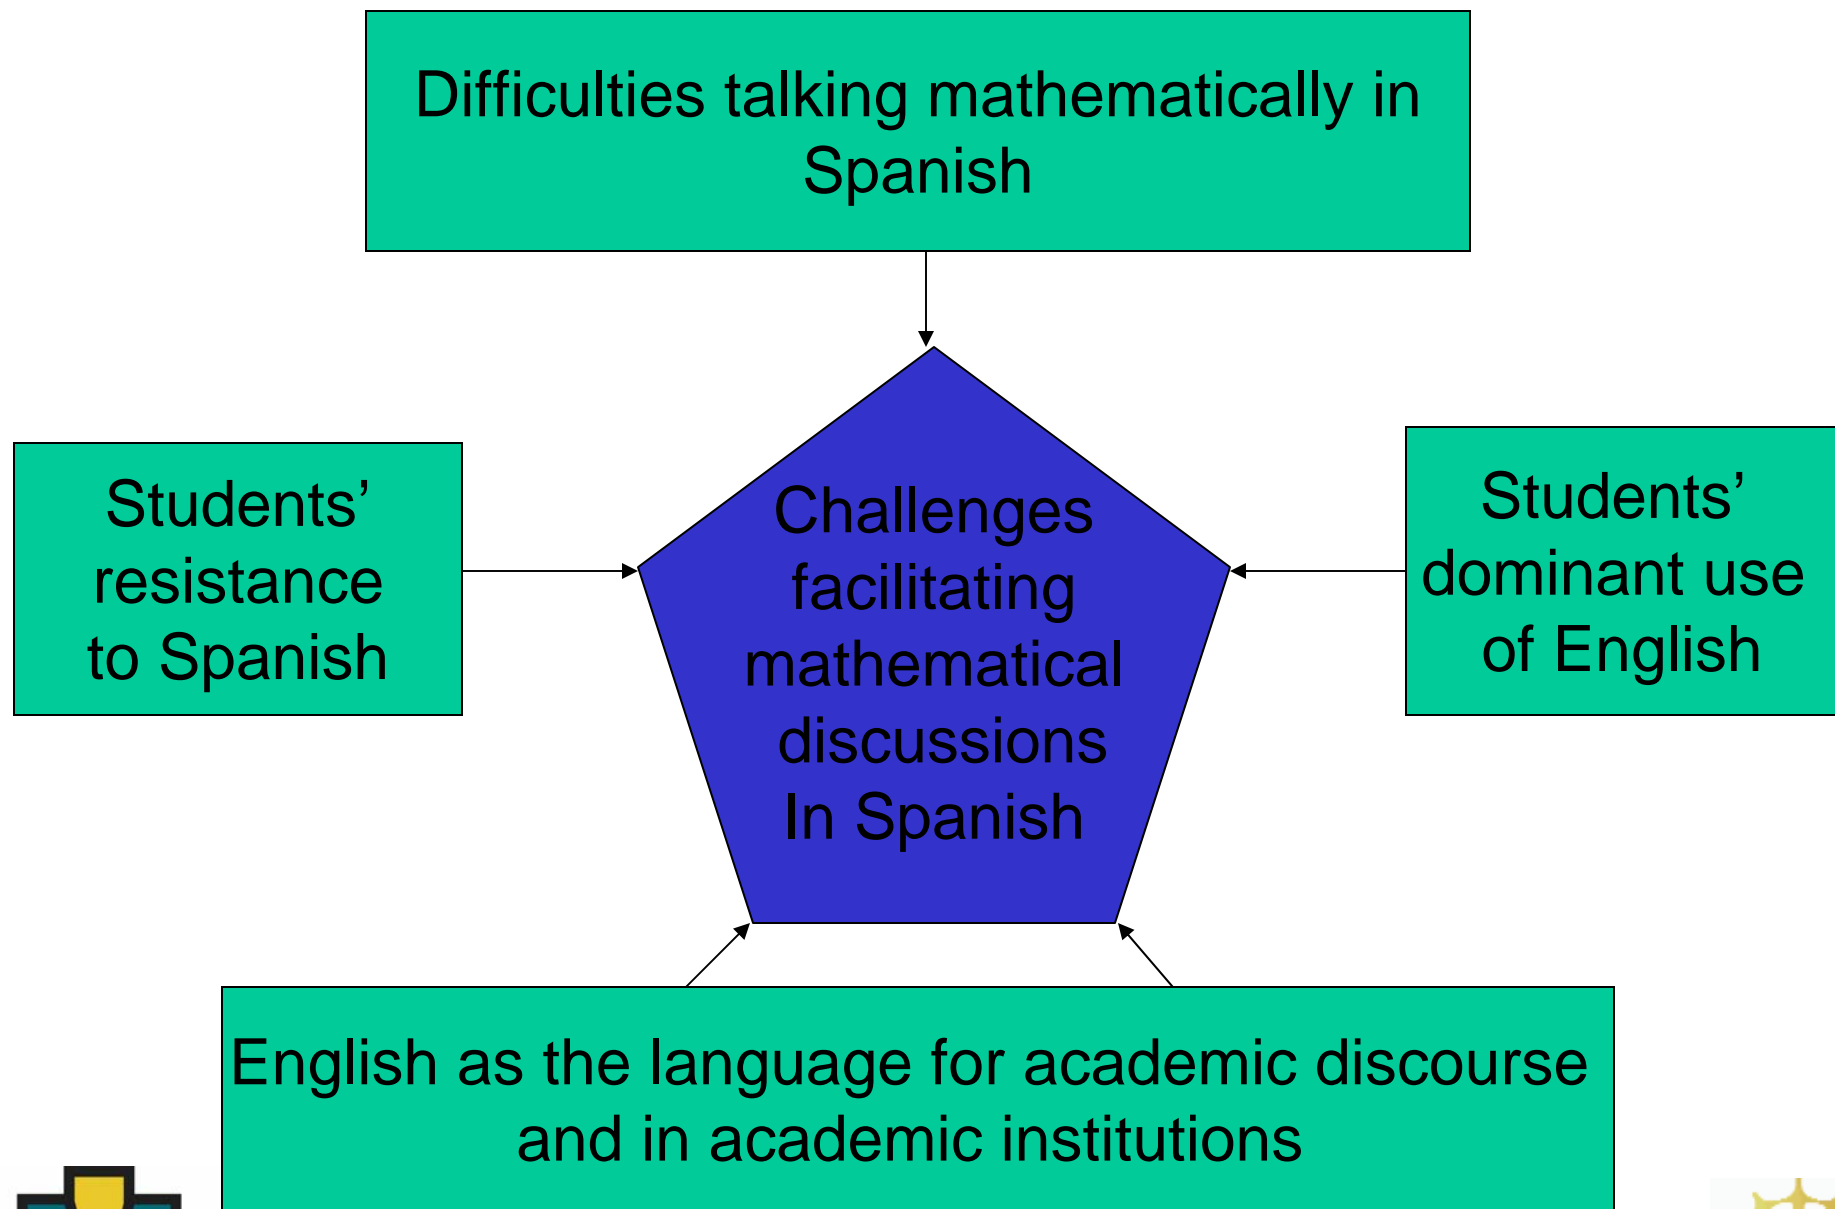 Difficulties talking mathematically in
Spanish
Students’
resistance
to Spanish
Challenges
facilitating
mathematical
discussions
In Spanish
Students’
dominant use
of English
English as the language for academic discourse
and in academic institutions